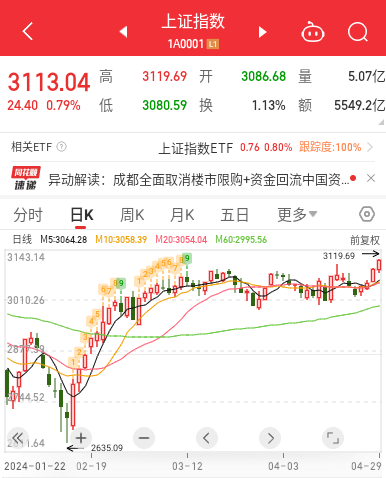 上证指数
1A0001 L1
3113.04 高 3119.69 开 3086.68 量 5.07亿
24.40 0.79% 低 3080.59 换 1.13% 额 5549.2亿
相关ETF ? 上证指数ETF 0.76 0.80% 跟踪度:100%
同花顺
速递 异动解读：成都全面取消楼市限购+资金回流中国资...
分时 日K 周K 月K 五日 更多
日线 M5:3064.28 M10:3058.39 M20:3054.04 M60:2995.56 前复权
3143.14
3119.69
3010.26
2877.39
2744.52
2611.64
2635.09
2024-01-22 02-19 03-12 04-03 04-29